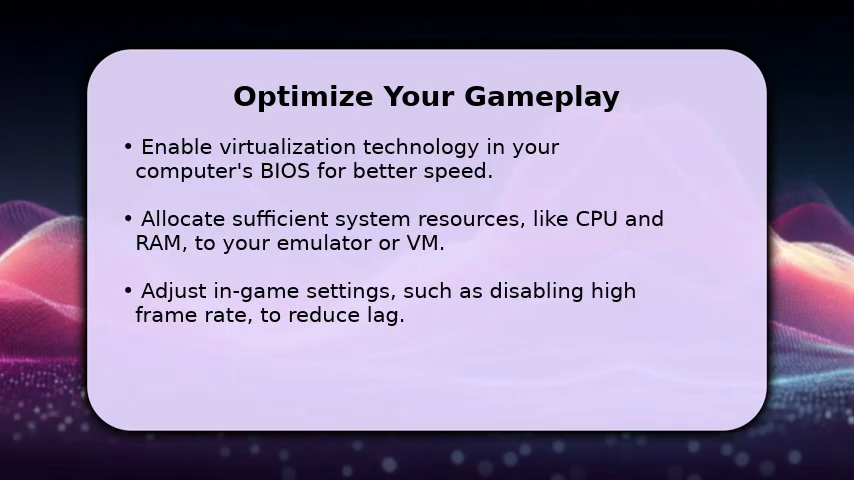 Optimize Your Gameplay
• Enable virtualization technology in your
computer's BIOS for better speed.
• Allocate sufficient system resources, like CPU and
RAM, to your emulator or VM.
• Adjust in-game settings, such as disabling high
frame rate, to reduce lag.